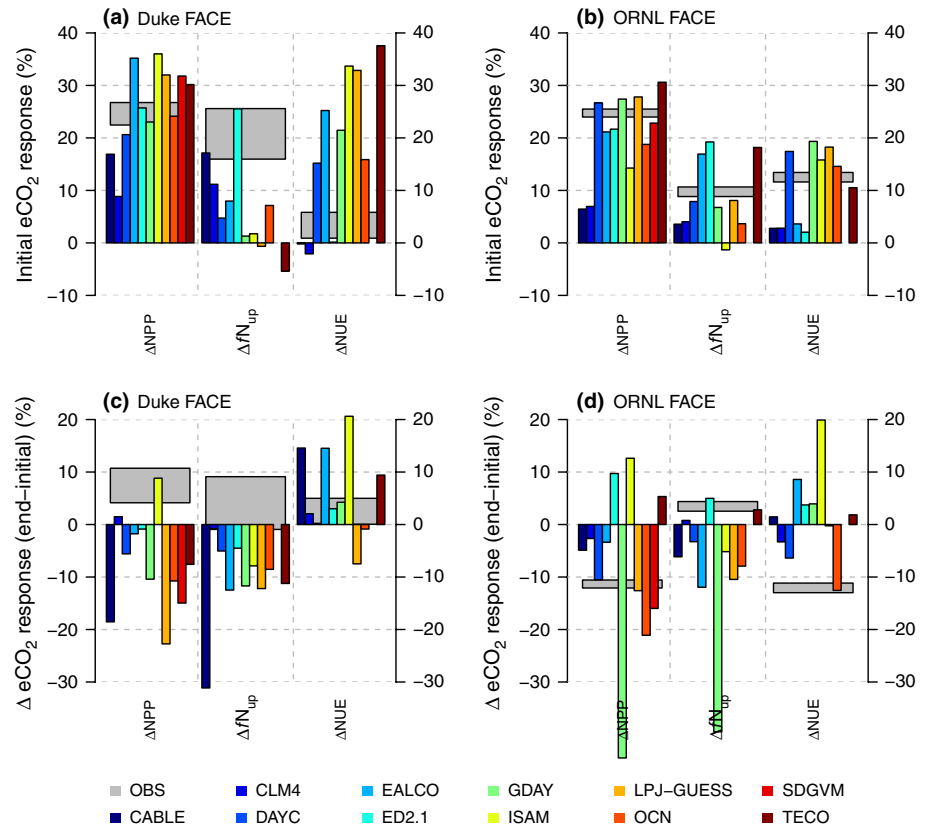 (a) Duke FACE
(b) ORNL FACE
Initial eCO2 response (%)
40
30
20
10
0
−10
40
30
20
10
0
−10
ΔNPP
ΔfNup
ΔNUE
Initial eCO2 response (%)
40
30
20
10
0
−10
40
30
20
10
0
−10
ΔNPP
ΔfNup
ΔNUE
(c) Duke FACE
(d) ORNL FACE
Δ eCO2 response (end−initial) (%)
20
10
0
−10
−20
−30
20
10
0
−10
−20
−30
ΔNPP
ΔfNup
ΔNUE
Δ eCO2 response (end−initial) (%)
20
10
0
−10
−20
−30
20
10
0
−10
−20
−30
ΔNPP
ΔfNup
ΔNUE
OBS CLM4 EALCO GDAY LPJ−GUESS SDGVM
CABLE DAYC ED2.1 ISAM OCN TECO